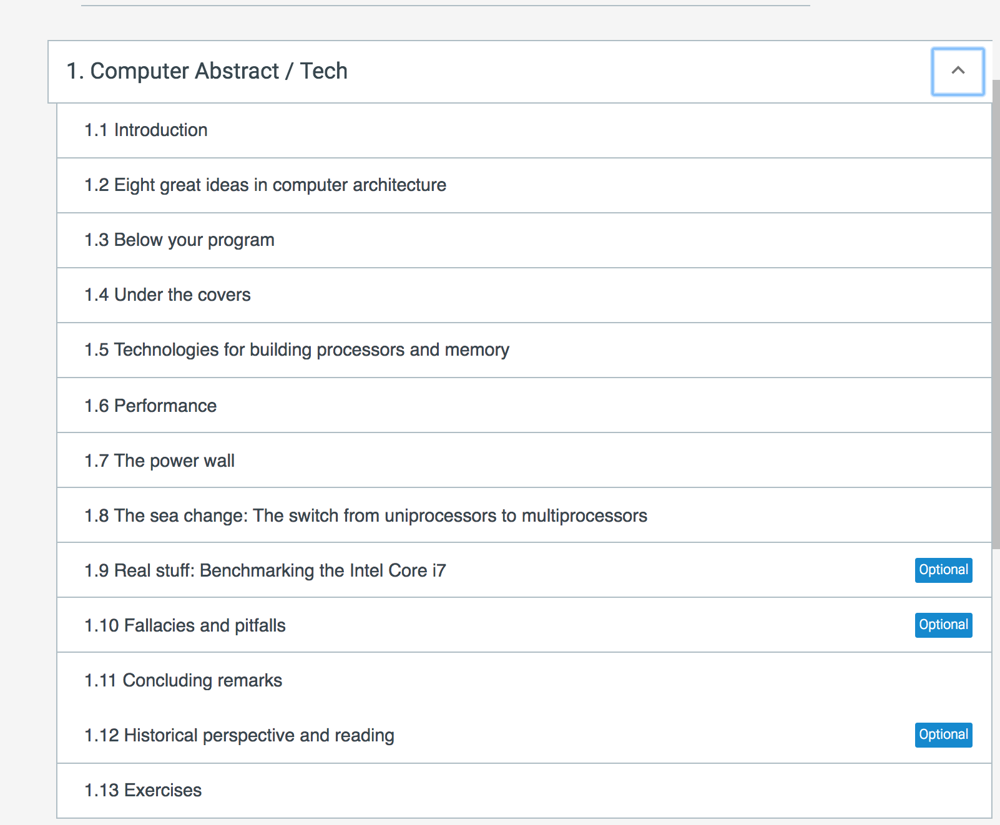 1. Computer Abstract / Tech
1.1 Introduction
1.2 Eight great ideas in computer architecture
1.3 Below your program
1.4 Under the covers
1.5 Technologies for building processors and memory
1.6 Performance
1.7 The power wall
1.8 The sea change: The switch from uniprocessors to multiprocessors
1.9 Real stuff: Benchmarking the Intel Core i7 Optional
1.10 Fallacies and pitfalls Optional
1.11 Concluding remarks
1.12 Historical perspective and reading Optional
1.13 Exercises